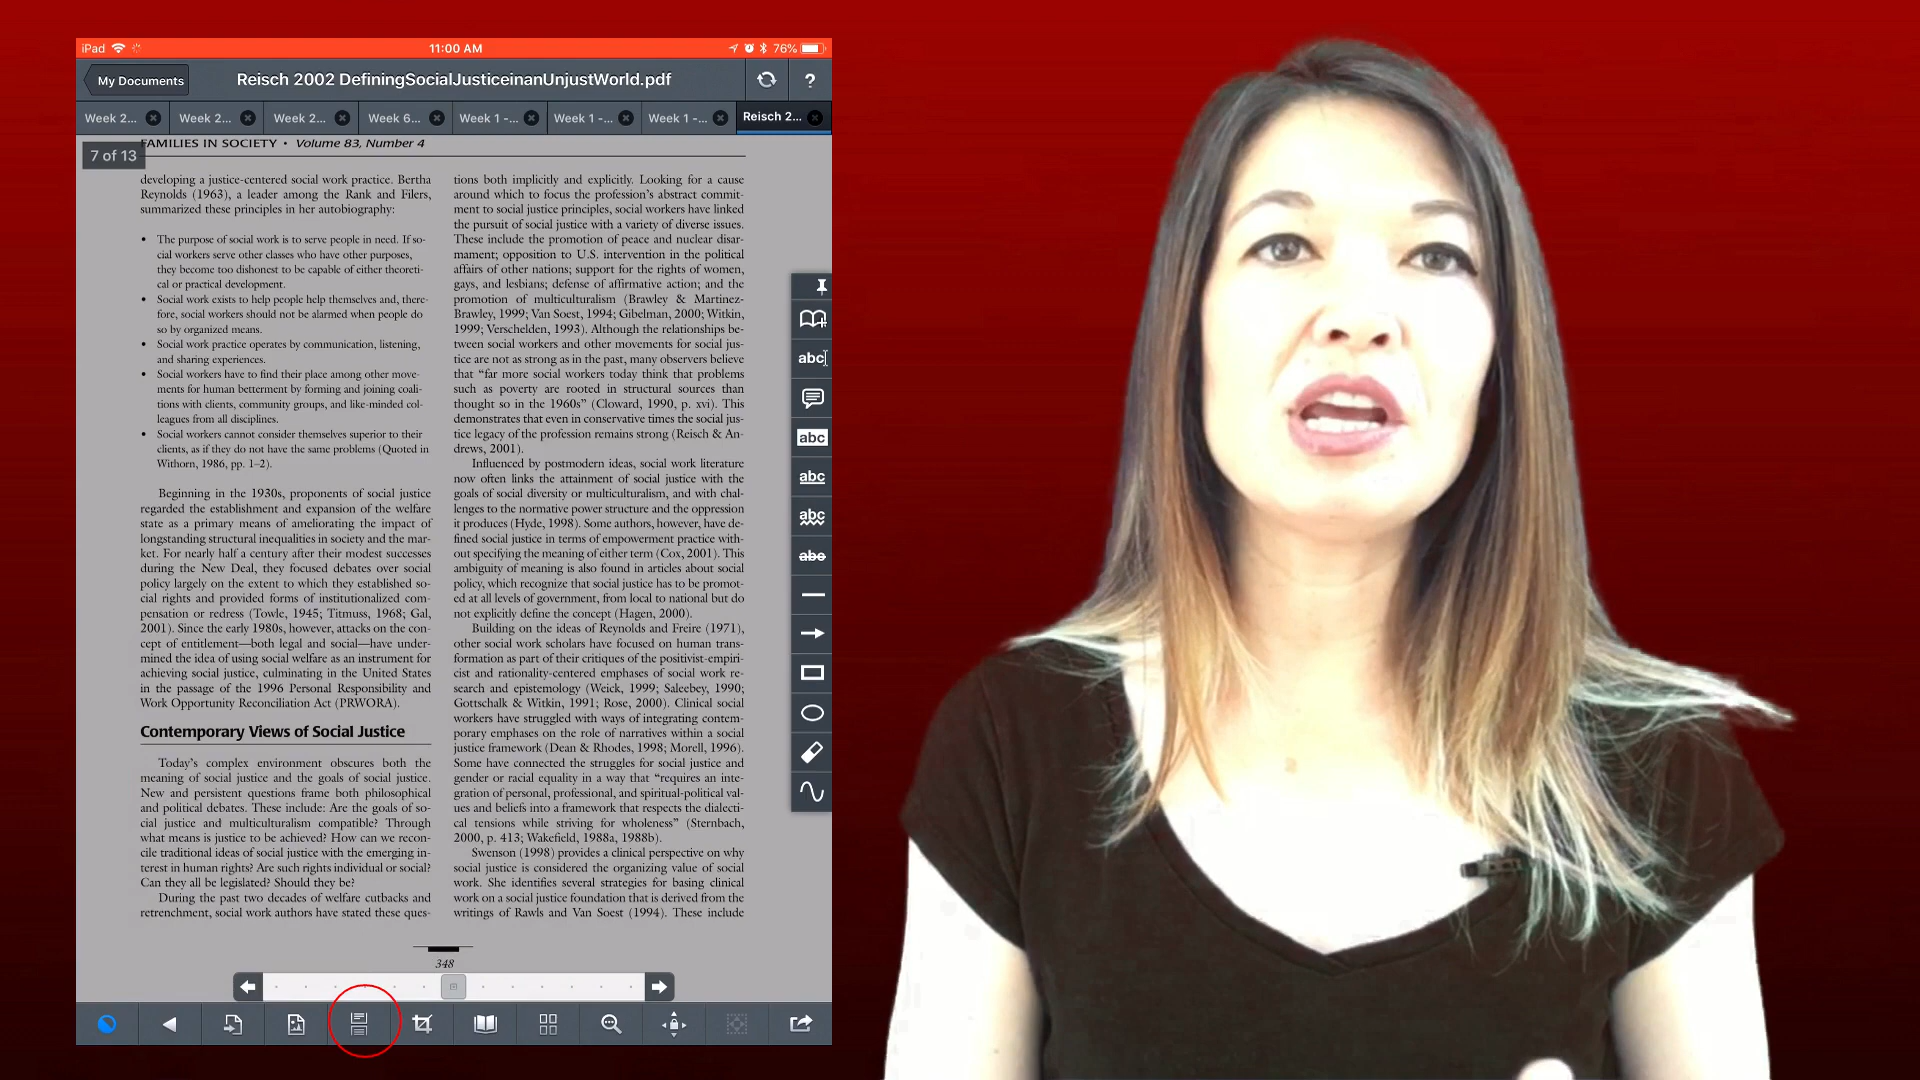 iPad
11:00 AM
76%
My Documents
Reisch 2002 DefiningSocialJusticeinanUnjustWorld.pdf
?
Week 2...
Week 2...
Week 2...
Week 6...
Week 1 -...
Week 1 -...
Week 1 -...
Reisch 2...
7 of 13
FAMILIES IN SOCIETY • Volume 83, Number 4
developing a justice-centered social work practice. Bertha
Reynolds (1963), a leader among the Rank and Filers,
summarized these principles in her autobiography:
• The purpose of social work is to serve people in need. If so-
cial workers serve other classes who have other purposes,
they become too dishonest to be capable of either theoreti-
cal or practical development.
• Social work exists to help people help themselves and, there-
fore, social workers should not be alarmed when people do
so by organized means.
• Social work practice operates by communication, listening,
and sharing experiences.
• Social workers have to find their place among other move-
ments for human betterment by forming and joining coali-
tions with clients, community groups, and like-minded col-
leagues from all disciplines.
• Social workers cannot consider themselves superior to their
clients, as if they do not have the same problems (Quoted in
Withorn, 1986, pp. 1–2).
Beginning in the 1930s, proponents of social justice
regarded the establishment and expansion of the welfare
state as a primary means of ameliorating the impact of
longstanding structural inequalities in society and the mar-
ket. For nearly half a century after their modest successes
during the New Deal, they focused debates over social
policy largely on the extent to which they established so-
cial rights and provided forms of institutionalized com-
pensation or redress (Towle, 1945; Titmuss, 1968; Gal,
2001). Since the early 1980s, however, attacks on the con-
cept of entitlement—both legal and social—have under-
mined the idea of using social welfare as an instrument for
achieving social justice, culminating in the United States
in the passage of the 1996 Personal Responsibility and
Work Opportunity Reconciliation Act (PRWORA).
Contemporary Views of Social Justice
Today's complex environment obscures both the
meaning of social justice and the goals of social justice.
New and persistent questions frame both philosophical
and political debates. These include: Are the goals of so-
cial justice and multiculturalism compatible? Through
what means is justice to be achieved? How can we recon-
cile traditional ideas of social justice with the emerging in-
terest in human rights? Are such rights individual or social?
Can they all be legislated? Should they be?
During the past two decades of welfare cutbacks and
retrenchment, social work authors have stated these ques-
tions both implicitly and explicitly. Looking for a cause
around which to focus the profession's abstract commit-
ment to social justice principles, social workers have linked
the pursuit of social justice with a variety of diverse issues.
These include the promotion of peace and nuclear disar-
mament; opposition to U.S. intervention in the political
affairs of other nations; support for the rights of women,
gays, and lesbians; defense of affirmative action; and the
promotion of multiculturalism (Brawley & Martinez-
Brawley, 1999; Van Soest, 1994; Gibelman, 2000; Witkin,
1999; Verschelden, 1993). Although the relationships be-
tween social workers and other movements for social jus-
tice are not as strong as in the past, many observers believe
that “far more social workers today think that problems
such as poverty are rooted in structural sources than
thought so in the 1960s” (Cloward, 1990, p. xvi). This
demonstrates that even in conservative times the social jus-
tice legacy of the profession remains strong (Reisch & An-
drews, 2001).
Influenced by postmodern ideas, social work literature
now often links the attainment of social justice with the
goals of social diversity or multiculturalism, and with chal-
lenges to the normative power structure and the oppression
it produces (Hyde, 1998). Some authors, however, have de-
fined social justice in terms of empowerment practice with-
out specifying the meaning of either term (Cox, 2001). This
ambiguity of meaning is also found in articles about social
policy, which recognize that social justice has to be promot-
ed at all levels of government, from local to national but do
not explicitly define the concept (Hagen, 2000).
Building on the ideas of Reynolds and Freire (1971),
other social work scholars have focused on human trans-
formation as part of their critiques of the positivist-empiri-
cist and rationality-centered emphases of social work re-
search and epistemology (Weick, 1999; Saleebey, 1990;
Gottschalk & Witkin, 1991; Rose, 2000). Clinical social
workers have struggled with ways of integrating contem-
porary emphases on the role of narratives within a social
justice framework (Dean & Rhodes, 1998; Morell, 1996).
Some have connected the struggles for social justice and
gender or racial equality in a way that “requires an inte-
gration of personal, professional, and spiritual-political val-
ues and beliefs into a framework that respects the dialecti-
cal tensions while striving for wholeness” (Sternbach,
2000, p. 413; Wakefield, 1988a, 1988b).
Swenson (1998) provides a clinical perspective on why
social justice is considered the organizing value of social
work. She identifies several strategies for basing clinical
work on a social justice foundation that is derived from the
writings of Rawls and Van Soest (1994). These include
348
abc
abc
abc
abc
abc